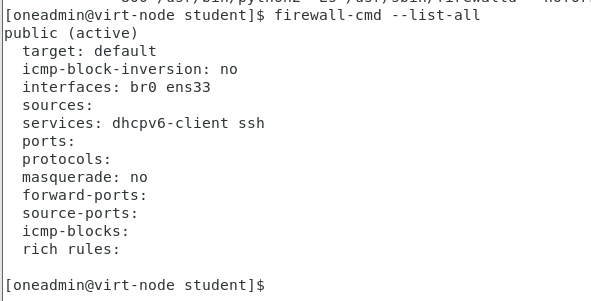 [oneadmin@virt-node student]$ firewall-cmd --list-all
public (active)
  target: default
  icmp-block-inversion: no
  interfaces: br0 ens33
  sources:
  services: dhcpv6-client ssh
  ports:
  protocols:
  masquerade: no
  forward-ports:
  source-ports:
  icmp-blocks:
  rich rules:

[oneadmin@virt-node student]$